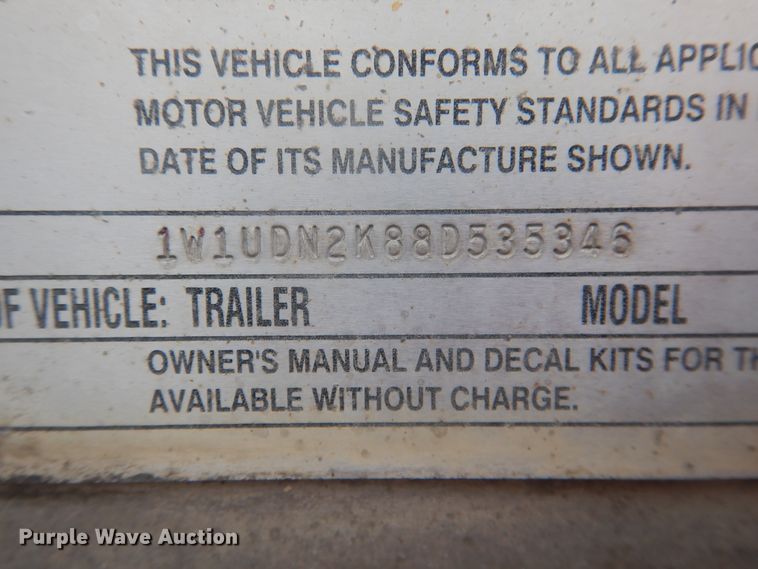 THIS VEHICLE CONFORMS TO ALL APPLIC
MOTOR VEHICLE SAFETY STANDARDS IN
DATE OF ITS MANUFACTURE SHOWN.
1W1UDN2K88D535346
OF VEHICLE: TRAILER MODEL
OWNER'S MANUAL AND DECAL KITS FOR TH
AVAILABLE WITHOUT CHARGE.
Purple Wave Auction